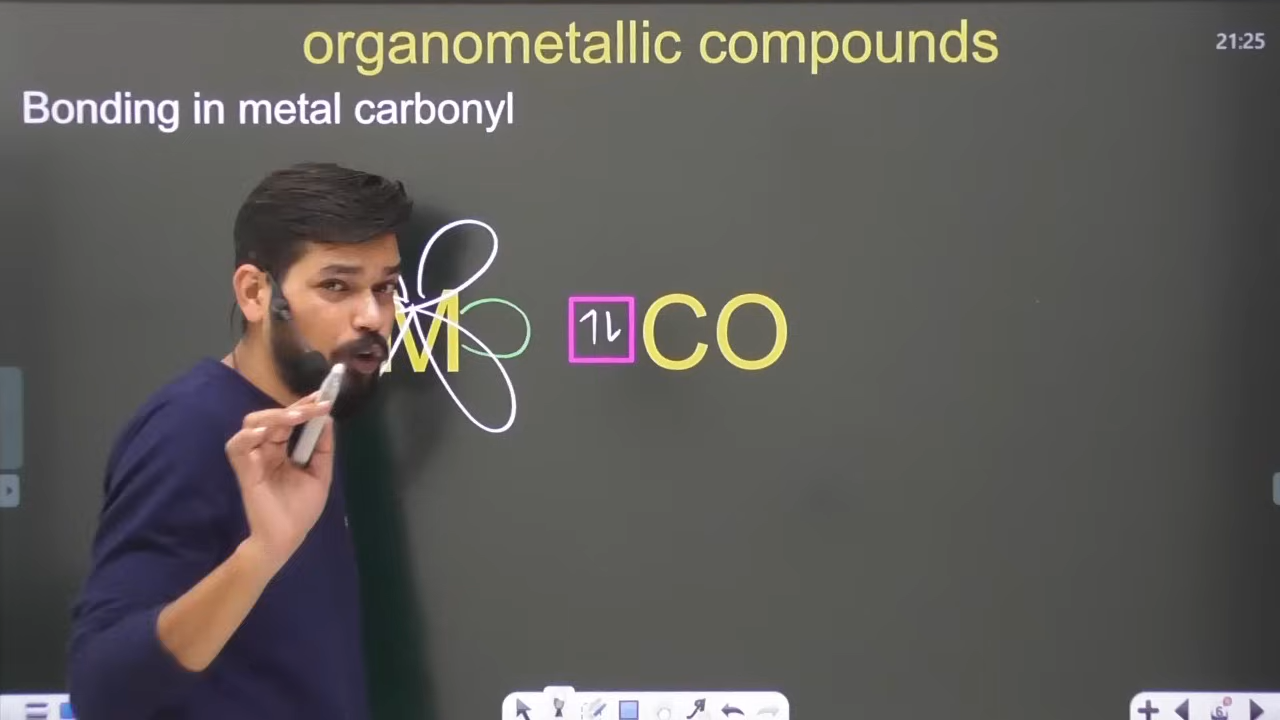 organometallic compounds
21:25
Bonding in metal carbonyl
M ↿⇂ CO